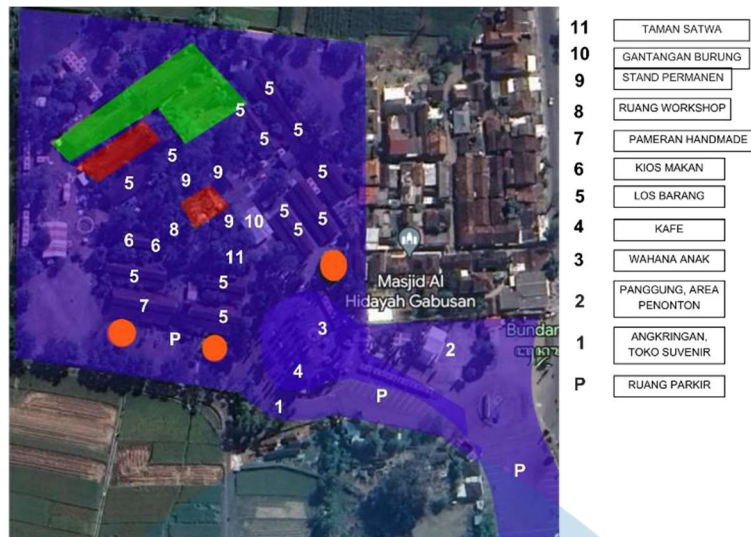 11 TAMAN SATWA
10 GANTANGAN BURUNG
9 STAND PERMANEN
8 RUANG WORKSHOP
7 PAMERAN HANDMADE
6 KIOS MAKAN
5 LOS BARANG
4 KAFE
3 WAHANA ANAK
2 PANGGUNG, AREA
PENONTON
1 ANGKRINGAN,
TOKO SUVENIR
P RUANG PARKIR
5
5
5
5
5
5
9
5
9
5
5
9
10
5
8
5
6
6
11
5
5
7
5
P
Masjid Al
Hidayah Gabusan
3
Bundar
2
4
P
1
P